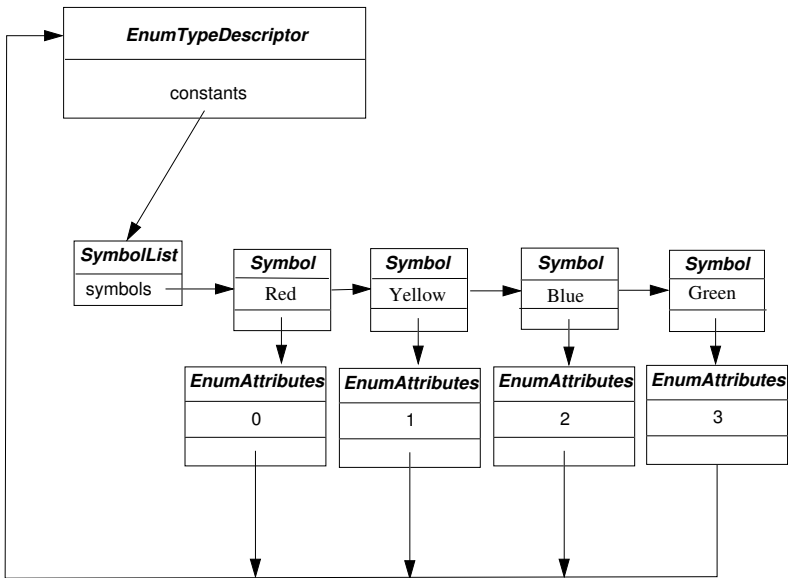 EnumTypeDescriptor
constants
SymbolList
symbols
Symbol
Red
Symbol
Yellow
Symbol
Blue
Symbol
Green
EnumAttributes
0
EnumAttributes
1
EnumAttributes
2
EnumAttributes
3